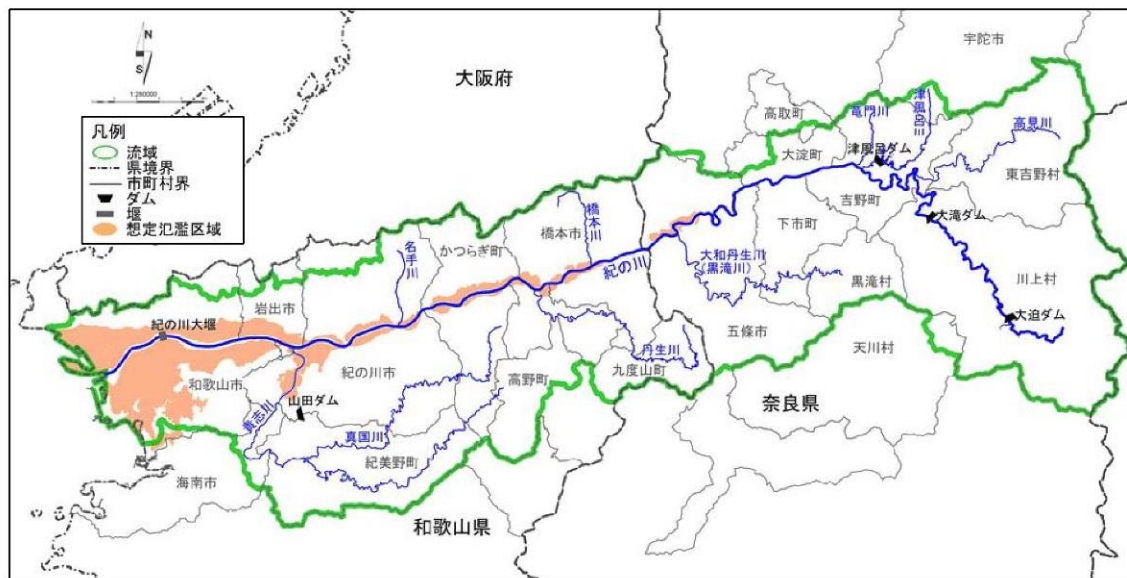 N
S
1:280000
凡例
流域
県境界
市町村界
ダム
堰
想定氾濫区域
大阪府
宇陀市
高取町
竜門川
津風呂川
高見川
大淀町
津風呂ダム
東吉野村
吉野町
橋本川
橋本市
下市町
大滝ダム
かつらぎ町
名手川
紀の川
大和丹生川
(黒滝川)
黒滝村
川上村
岩出市
紀の川大堰
大迫ダム
五條市
天川村
丹生川
紀の川市
和歌山市
高野町
九度山町
山田ダム
貴志川
奈良県
真国川
紀美野町
海南市
和歌山県